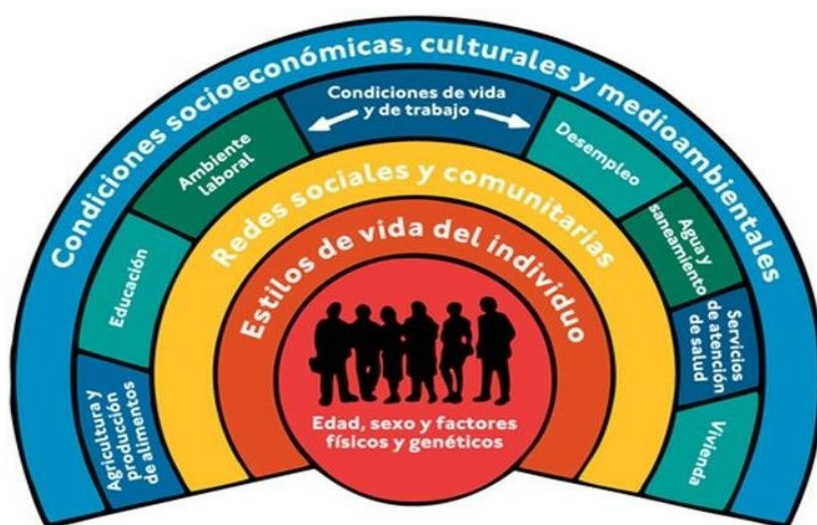 Condiciones socioeconómicas, culturales y medioambientales
Condiciones de vida
y de trabajo
Agricultura y
producción
de alimentos
Educación
Ambiente
laboral
Desempleo
Agua y
saneamiento
Servicios
de atención
de salud
Vivienda
Redes sociales y comunitarias
Estilos de vida del individuo
Edad, sexo y factores
físicos y genéticos